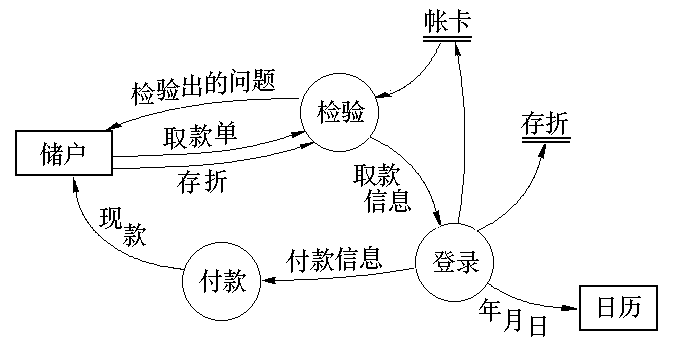 帐卡
检验出的问题
检验
取款单
储户
存折
存折
取款
信息
现款
付款信息
登录
付款
年月日
日历